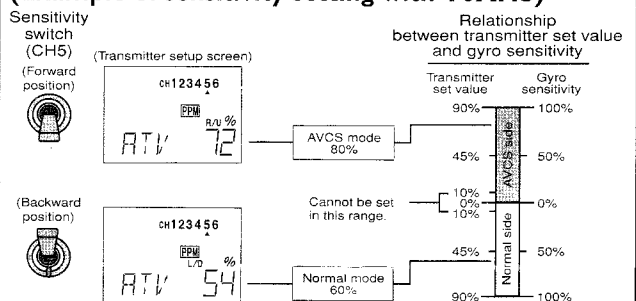 Sensitivity
switch
(CH5)
(Forward
position)
(Transmitter setup screen)
CH123456
PPM
R/U %
ATV 72
AVCS mode
80%
Relationship
between transmitter set value
and gyro sensitivity
Transmitter
set value
Gyro
sensitivity
90% 100%
AVCS side
45% 50%
10%
0% 0%
10%
Cannot be set
in this range.
Normal side
45% 50%
90% 100%
(Backward
position)
CH123456
PPM
L/D %
ATV 54
Normal mode
60%